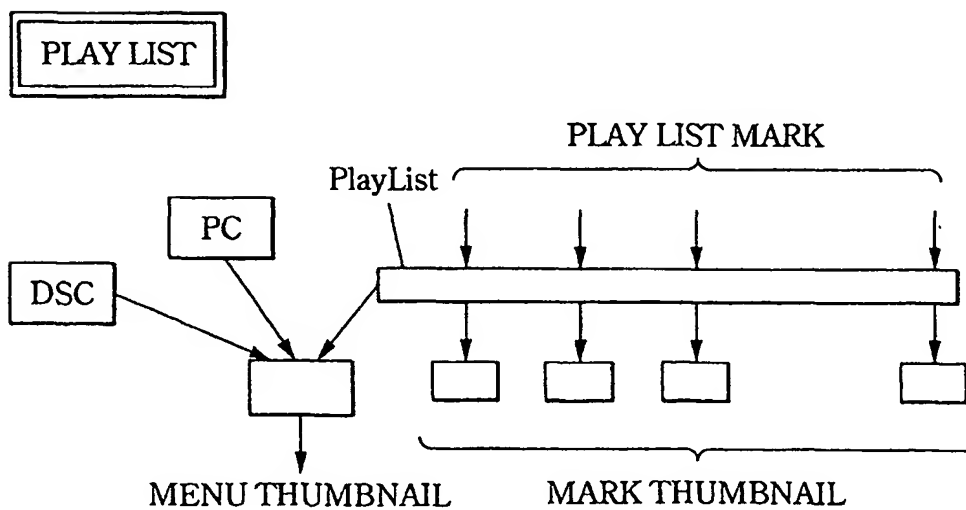 PLAY LIST
PLAY LIST MARK
PlayList
PC
DSC
MENU THUMBNAIL
MARK THUMBNAIL